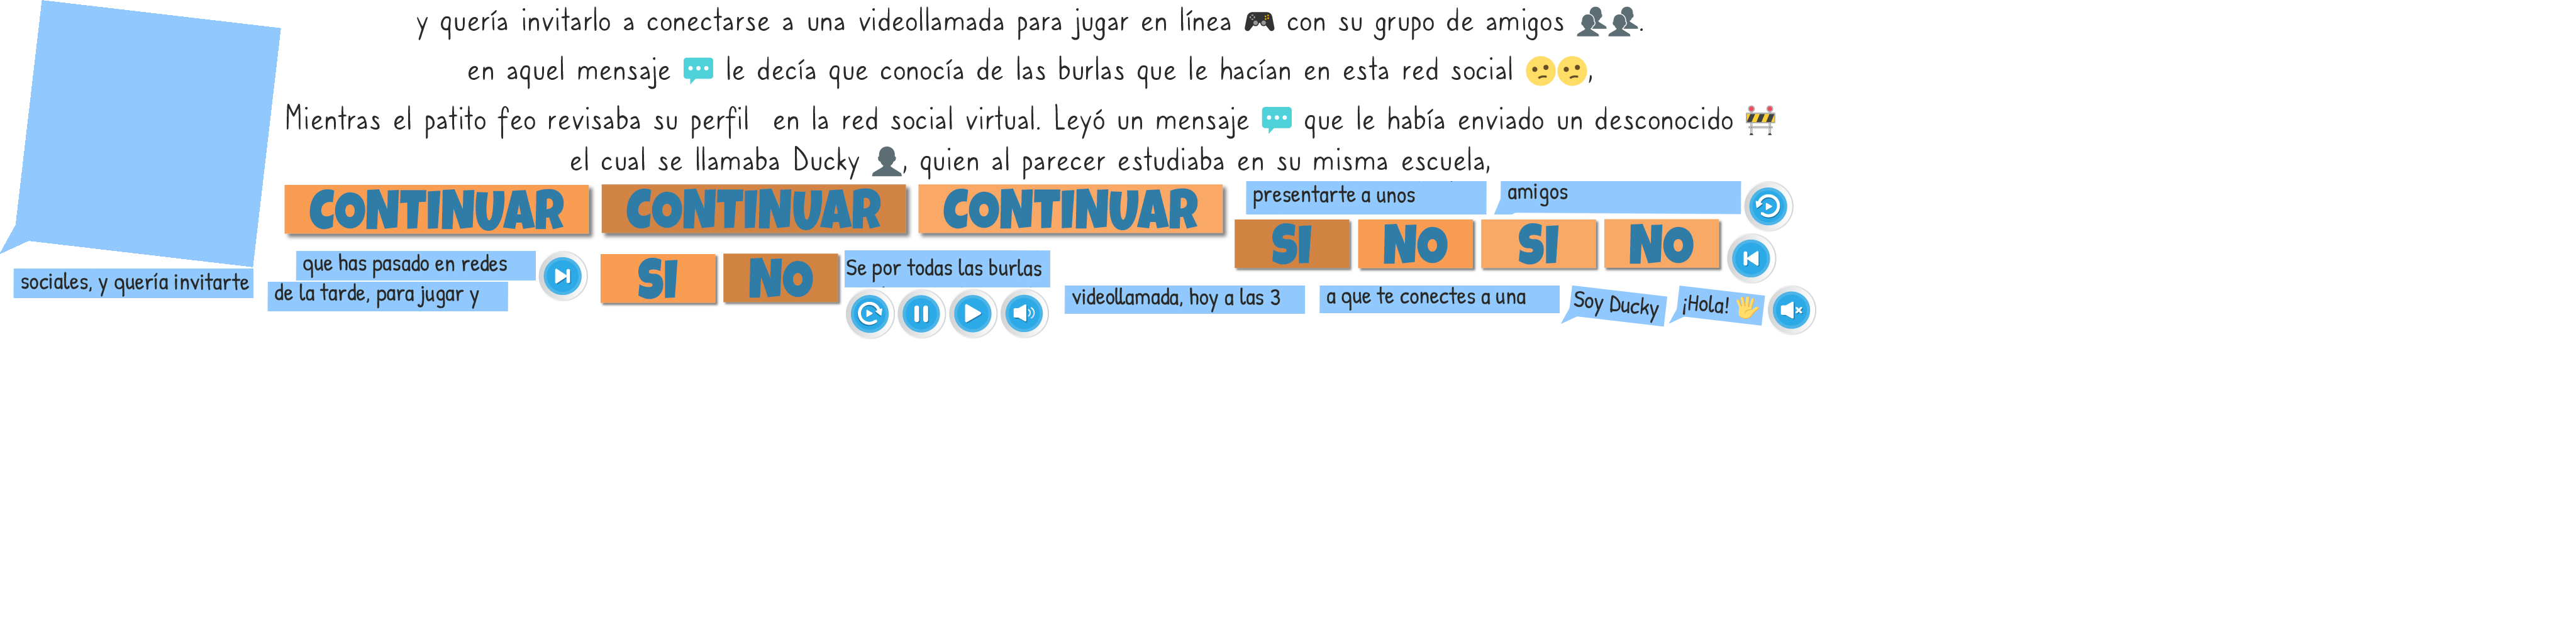 y quería invitarlo a conectarse a una videollamada para jugar en línea 🎮 con su grupo de amigos 👥👥.
en aquel mensaje 💬 le decía que conocía de las burlas que le hacían en esta red social 🫤🫤,
Mientras el patito feo revisaba su perfil en la red social virtual. Leyó un mensaje 💬 que le había enviado un desconocido 🚧
el cual se llamaba Ducky 👤, quien al parecer estudiaba en su misma escuela,
CONTINUAR
CONTINUAR
CONTINUAR
presentarte a unos
amigos
SI
NO
SI
NO
que has pasado en redes
sociales, y quería invitarte
de la tarde, para jugar y
SI
NO
Se por todas las burlas
videollamada, hoy a las 3
a que te conectes a una
Soy Ducky
¡Hola! 🖐